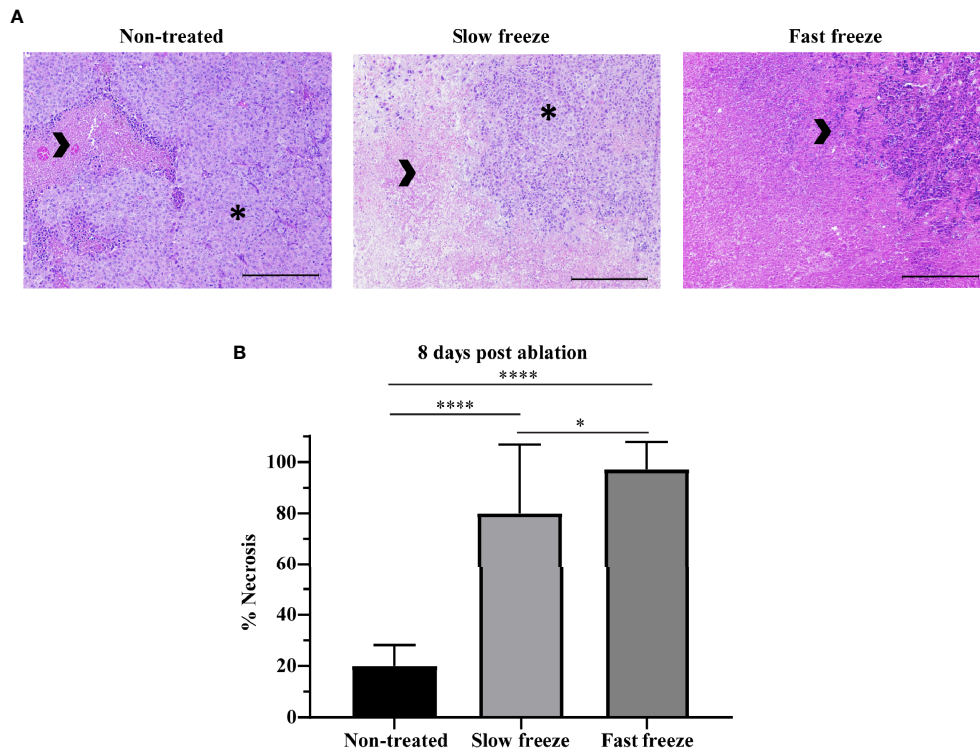 A
Non-treated Slow freeze Fast freeze
*
*
B
8 days post ablation
****
****
*
% Necrosis
100
80
60
40
20
0
Non-treated Slow freeze Fast freeze